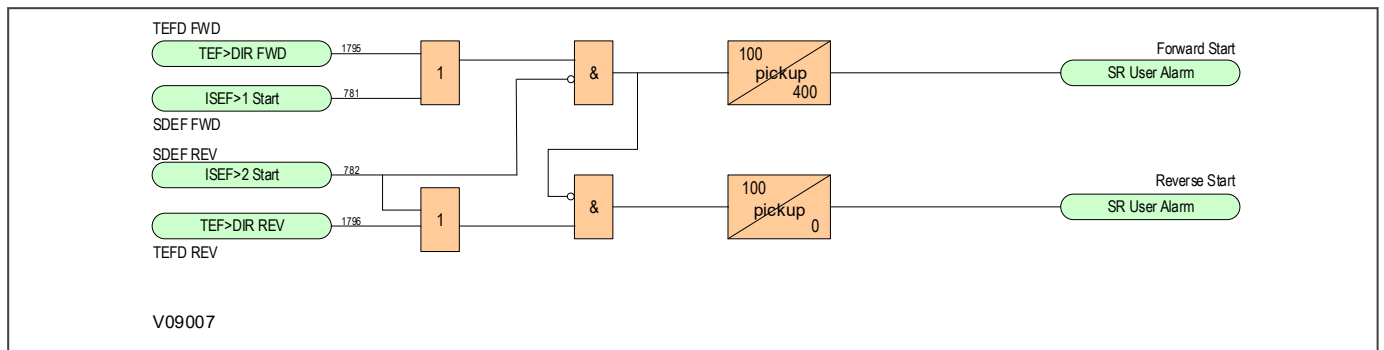 TEFD FWD
TEF>DIR FWD
1795
1
&
100
pickup
400
Forward Start
SR User Alarm
ISEF>1 Start
781
SDEF FWD
SDEF REV
ISEF>2 Start
782
1
&
100
pickup
0
Reverse Start
SR User Alarm
TEF>DIR REV
1796
TEFD REV
V09007